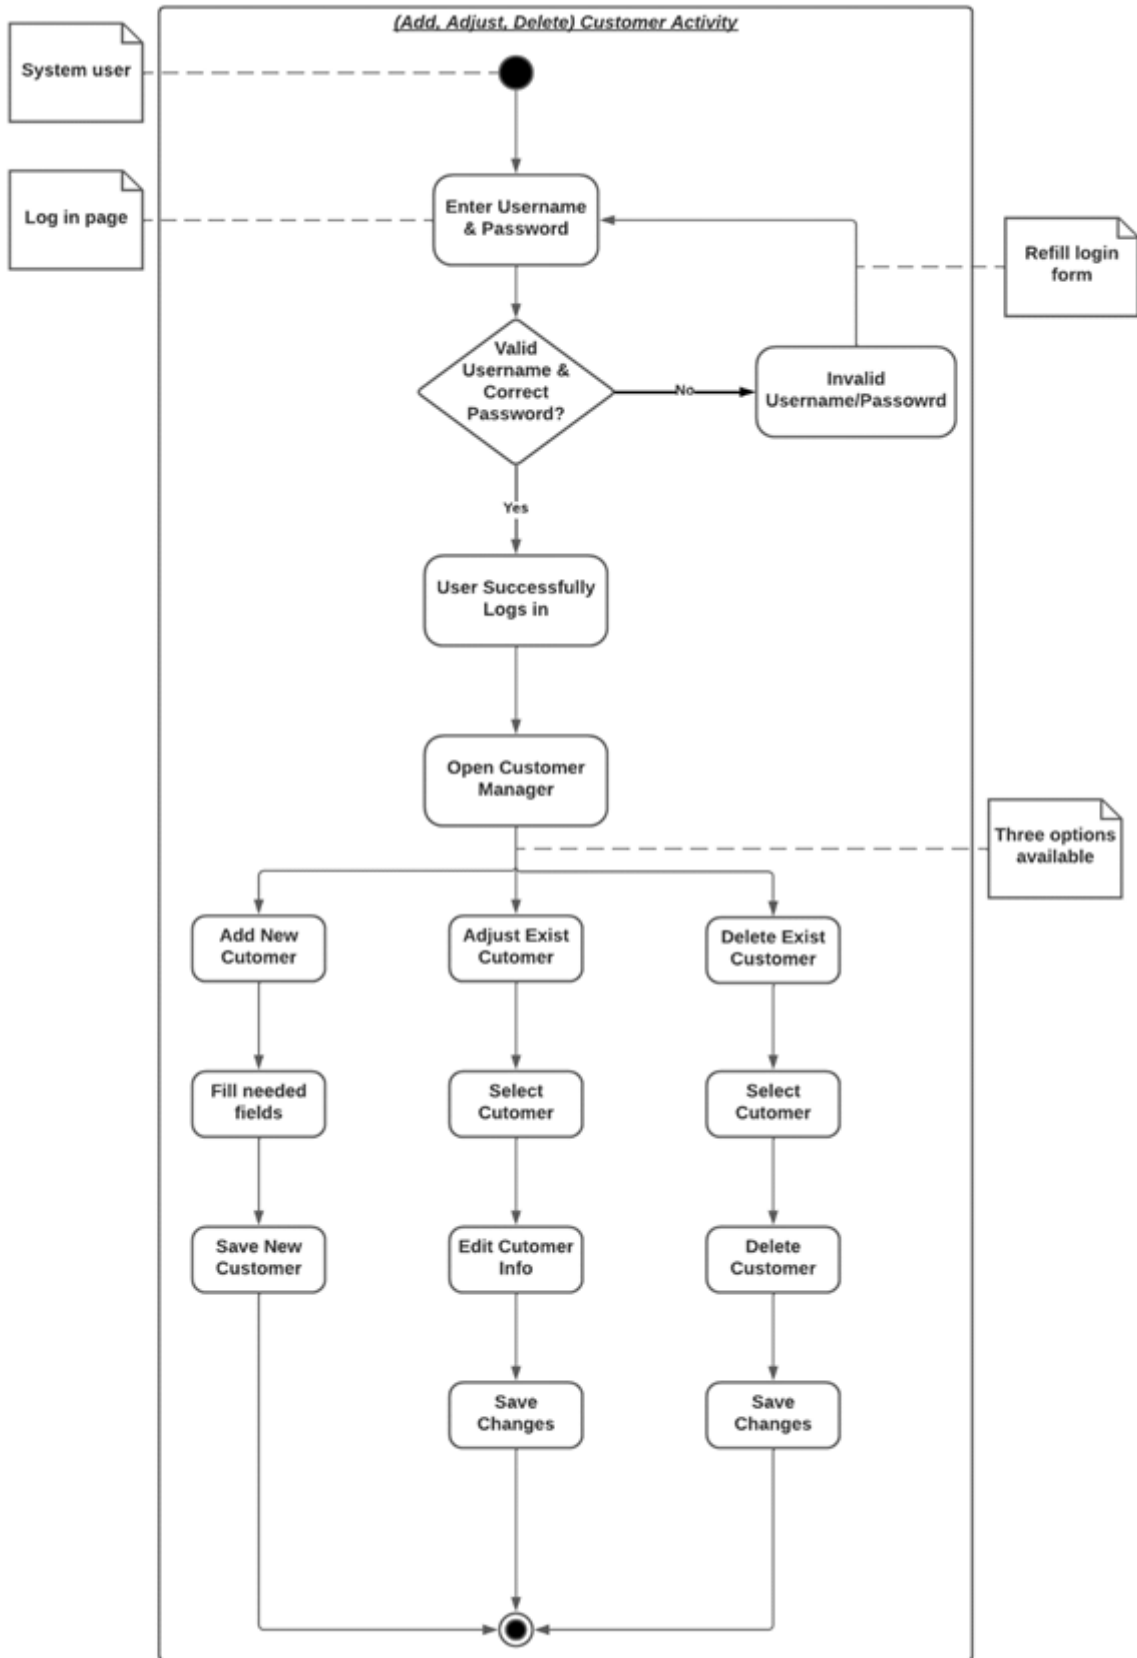 (Add, Adjust, Delete) Customer Activity
System user
Log in page
Enter Username
& Password
Refill login
form
Valid
Username &
Correct
Password?
No
Invalid
Username/Passowrd
Yes
User Successfully
Logs in
Open Customer
Manager
Three options
available
Add New
Cutomer
Adjust Exist
Cutomer
Delete Exist
Customer
Fill needed
fields
Select
Cutomer
Select
Cutomer
Save New
Customer
Edit Cutomer
Info
Delete
Customer
Save
Changes
Save
Changes